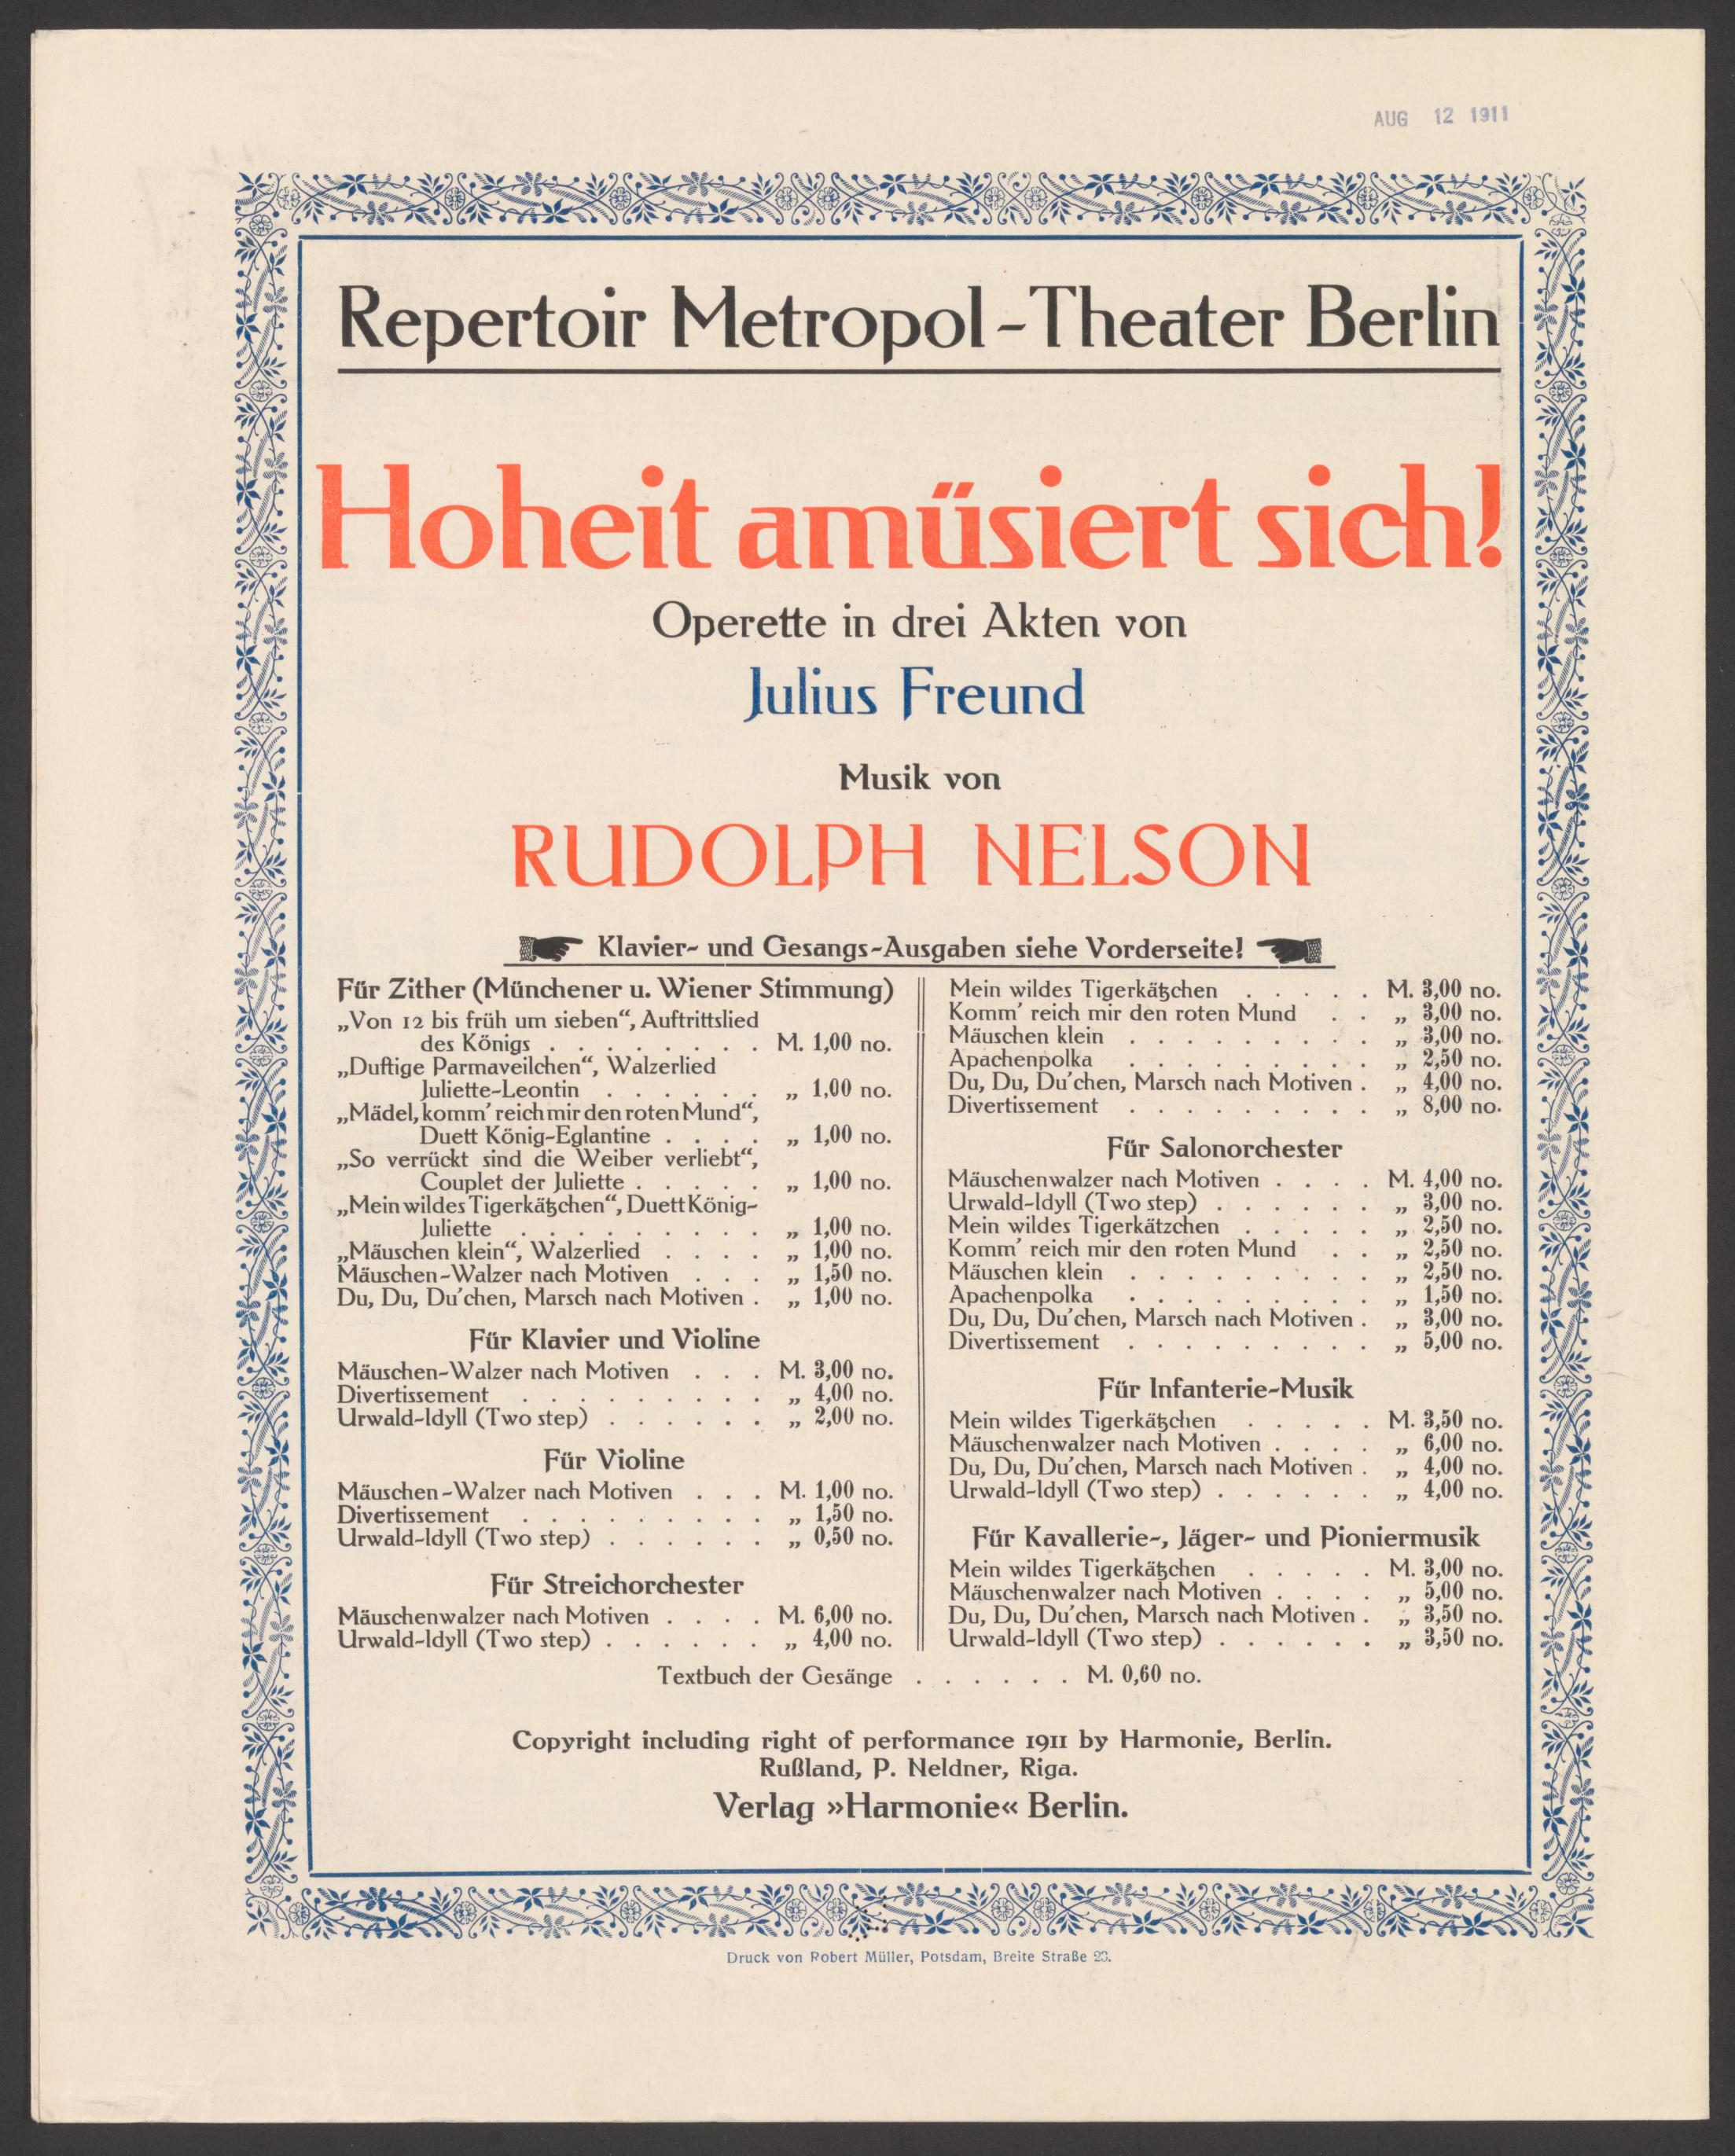 AUG 12 1911
Repertoir Metropol-Theater Berlin
Hoheit amüsiert sich!
Operette in drei Akten von
Julius Freund
Musik von
RUDOLPH NELSON
Klavier- und Gesangs-Ausgaben siehe Vorderseite!
Für Zither (Münchener u. Wiener Stimmung)
„Von 12 bis früh um sieben“, Auftrittslied
des Königs . . . . . . . . M. 1,00 no.
„Duftige Parmaveilchen“, Walzerlied
Juliette-Leontin . . . . . . „ 1,00 no.
„Mädel, komm’ reich mir den roten Mund“,
Duett König-Eglantine . . . . „ 1,00 no.
„So verrückt sind die Weiber verliebt“,
Couplet der Juliette . . . . . „ 1,00 no.
„Mein wildes Tigerkätzchen“, Duett König-
Juliette . . . . . . . . . „ 1,00 no.
„Mäuschen klein“, Walzerlied . . . . „ 1,00 no.
Mäuschen-Walzer nach Motiven . . . „ 1,50 no.
Du, Du, Du’chen, Marsch nach Motiven . „ 1,00 no.
Für Klavier und Violine
Mäuschen-Walzer nach Motiven . . . M. 3,00 no.
Divertissement . . . . . . . . . „ 4,00 no.
Urwald-Idyll (Two step) . . . . . . „ 2,00 no.
Für Violine
Mäuschen-Walzer nach Motiven . . . M. 1,00 no.
Divertissement . . . . . . . . . „ 1,50 no.
Urwald-Idyll (Two step) . . . . . . „ 0,50 no.
Für Streichorchester
Mäuschenwalzer nach Motiven . . . . M. 6,00 no.
Urwald-Idyll (Two step) . . . . . . „ 4,00 no.
Mein wildes Tigerkätzchen . . . . . M. 3,00 no.
Komm’ reich mir den roten Mund . . „ 3,00 no.
Mäuschen klein . . . . . . . . . „ 3,00 no.
Apachenpolka . . . . . . . . . „ 2,50 no.
Du, Du, Du’chen, Marsch nach Motiven . „ 4,00 no.
Divertissement . . . . . . . . . „ 8,00 no.
Für Salonorchester
Mäuschenwalzer nach Motiven . . . . M. 4,00 no.
Urwald-Idyll (Two step) . . . . . . „ 3,00 no.
Mein wildes Tigerkätzchen . . . . . „ 2,50 no.
Komm’ reich mir den roten Mund . . „ 2,50 no.
Mäuschen klein . . . . . . . . . „ 2,50 no.
Apachenpolka . . . . . . . . . „ 1,50 no.
Du, Du, Du’chen, Marsch nach Motiven . „ 3,00 no.
Divertissement . . . . . . . . . „ 5,00 no.
Für Infanterie-Musik
Mein wildes Tigerkätzchen . . . . . M. 3,50 no.
Mäuschenwalzer nach Motiven . . . . „ 6,00 no.
Du, Du, Du’chen, Marsch nach Motiven . „ 4,00 no.
Urwald-Idyll (Two step) . . . . . . „ 4,00 no.
Für Kavallerie-, Jäger- und Pioniermusik
Mein wildes Tigerkätzchen . . . . . M. 3,00 no.
Mäuschenwalzer nach Motiven . . . . „ 5,00 no.
Du, Du, Du’chen, Marsch nach Motiven . „ 3,50 no.
Urwald-Idyll (Two step) . . . . . . „ 3,50 no.
Textbuch der Gesänge . . . . . . M. 0,60 no.
Copyright including right of performance 1911 by Harmonie, Berlin.
Rußland, P. Neldner, Riga.
Verlag »Harmonie« Berlin.
Druck von Robert Müller, Potsdam, Breite Straße